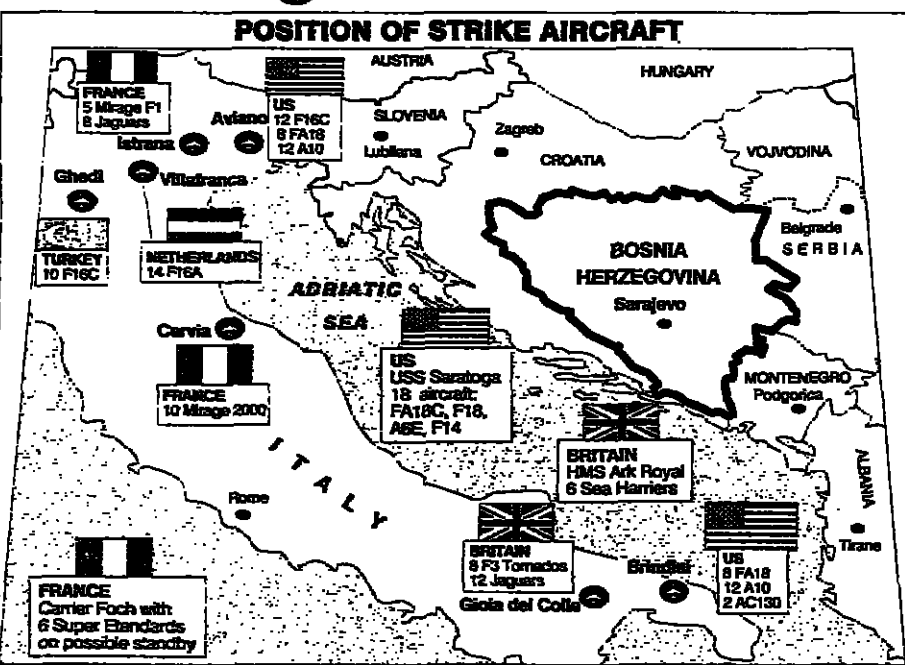 POSITION OF STRIKE AIRCRAFT
AUSTRIA
HUNGARY
FRANCE
5 Mirage F1
8 Jaguars
US
12 F16C
8 FA18
12 A10
SLOVENIA
Lubliana
Zagreb
CROATIA
VOJVODINA
Aviano
Istrana
Ghedi
Villafranca
TURKEY
10 F16C
NETHERLANDS
14 F16A
Belgrade
SERBIA
BOSNIA
HERZEGOVINA
Sarajevo
ADRIATIC
SEA
Cervia
FRANCE
10 Mirage 2000
US
USS Saratoga
18 aircraft:
FA18C, F18,
A6E, F14
MONTENEGRO
Podgorica
BRITAIN
HMS Ark Royal
6 Sea Harriers
ITALY
Rome
ALBANIA
Tirane
FRANCE
Carrier Foch with
6 Super Etendards
on possible standby
BRITAIN
8 F3 Tornados
12 Jaguars
Gioia del Colle
Brindisi
US
8 FA18
12 A10
2 AC130